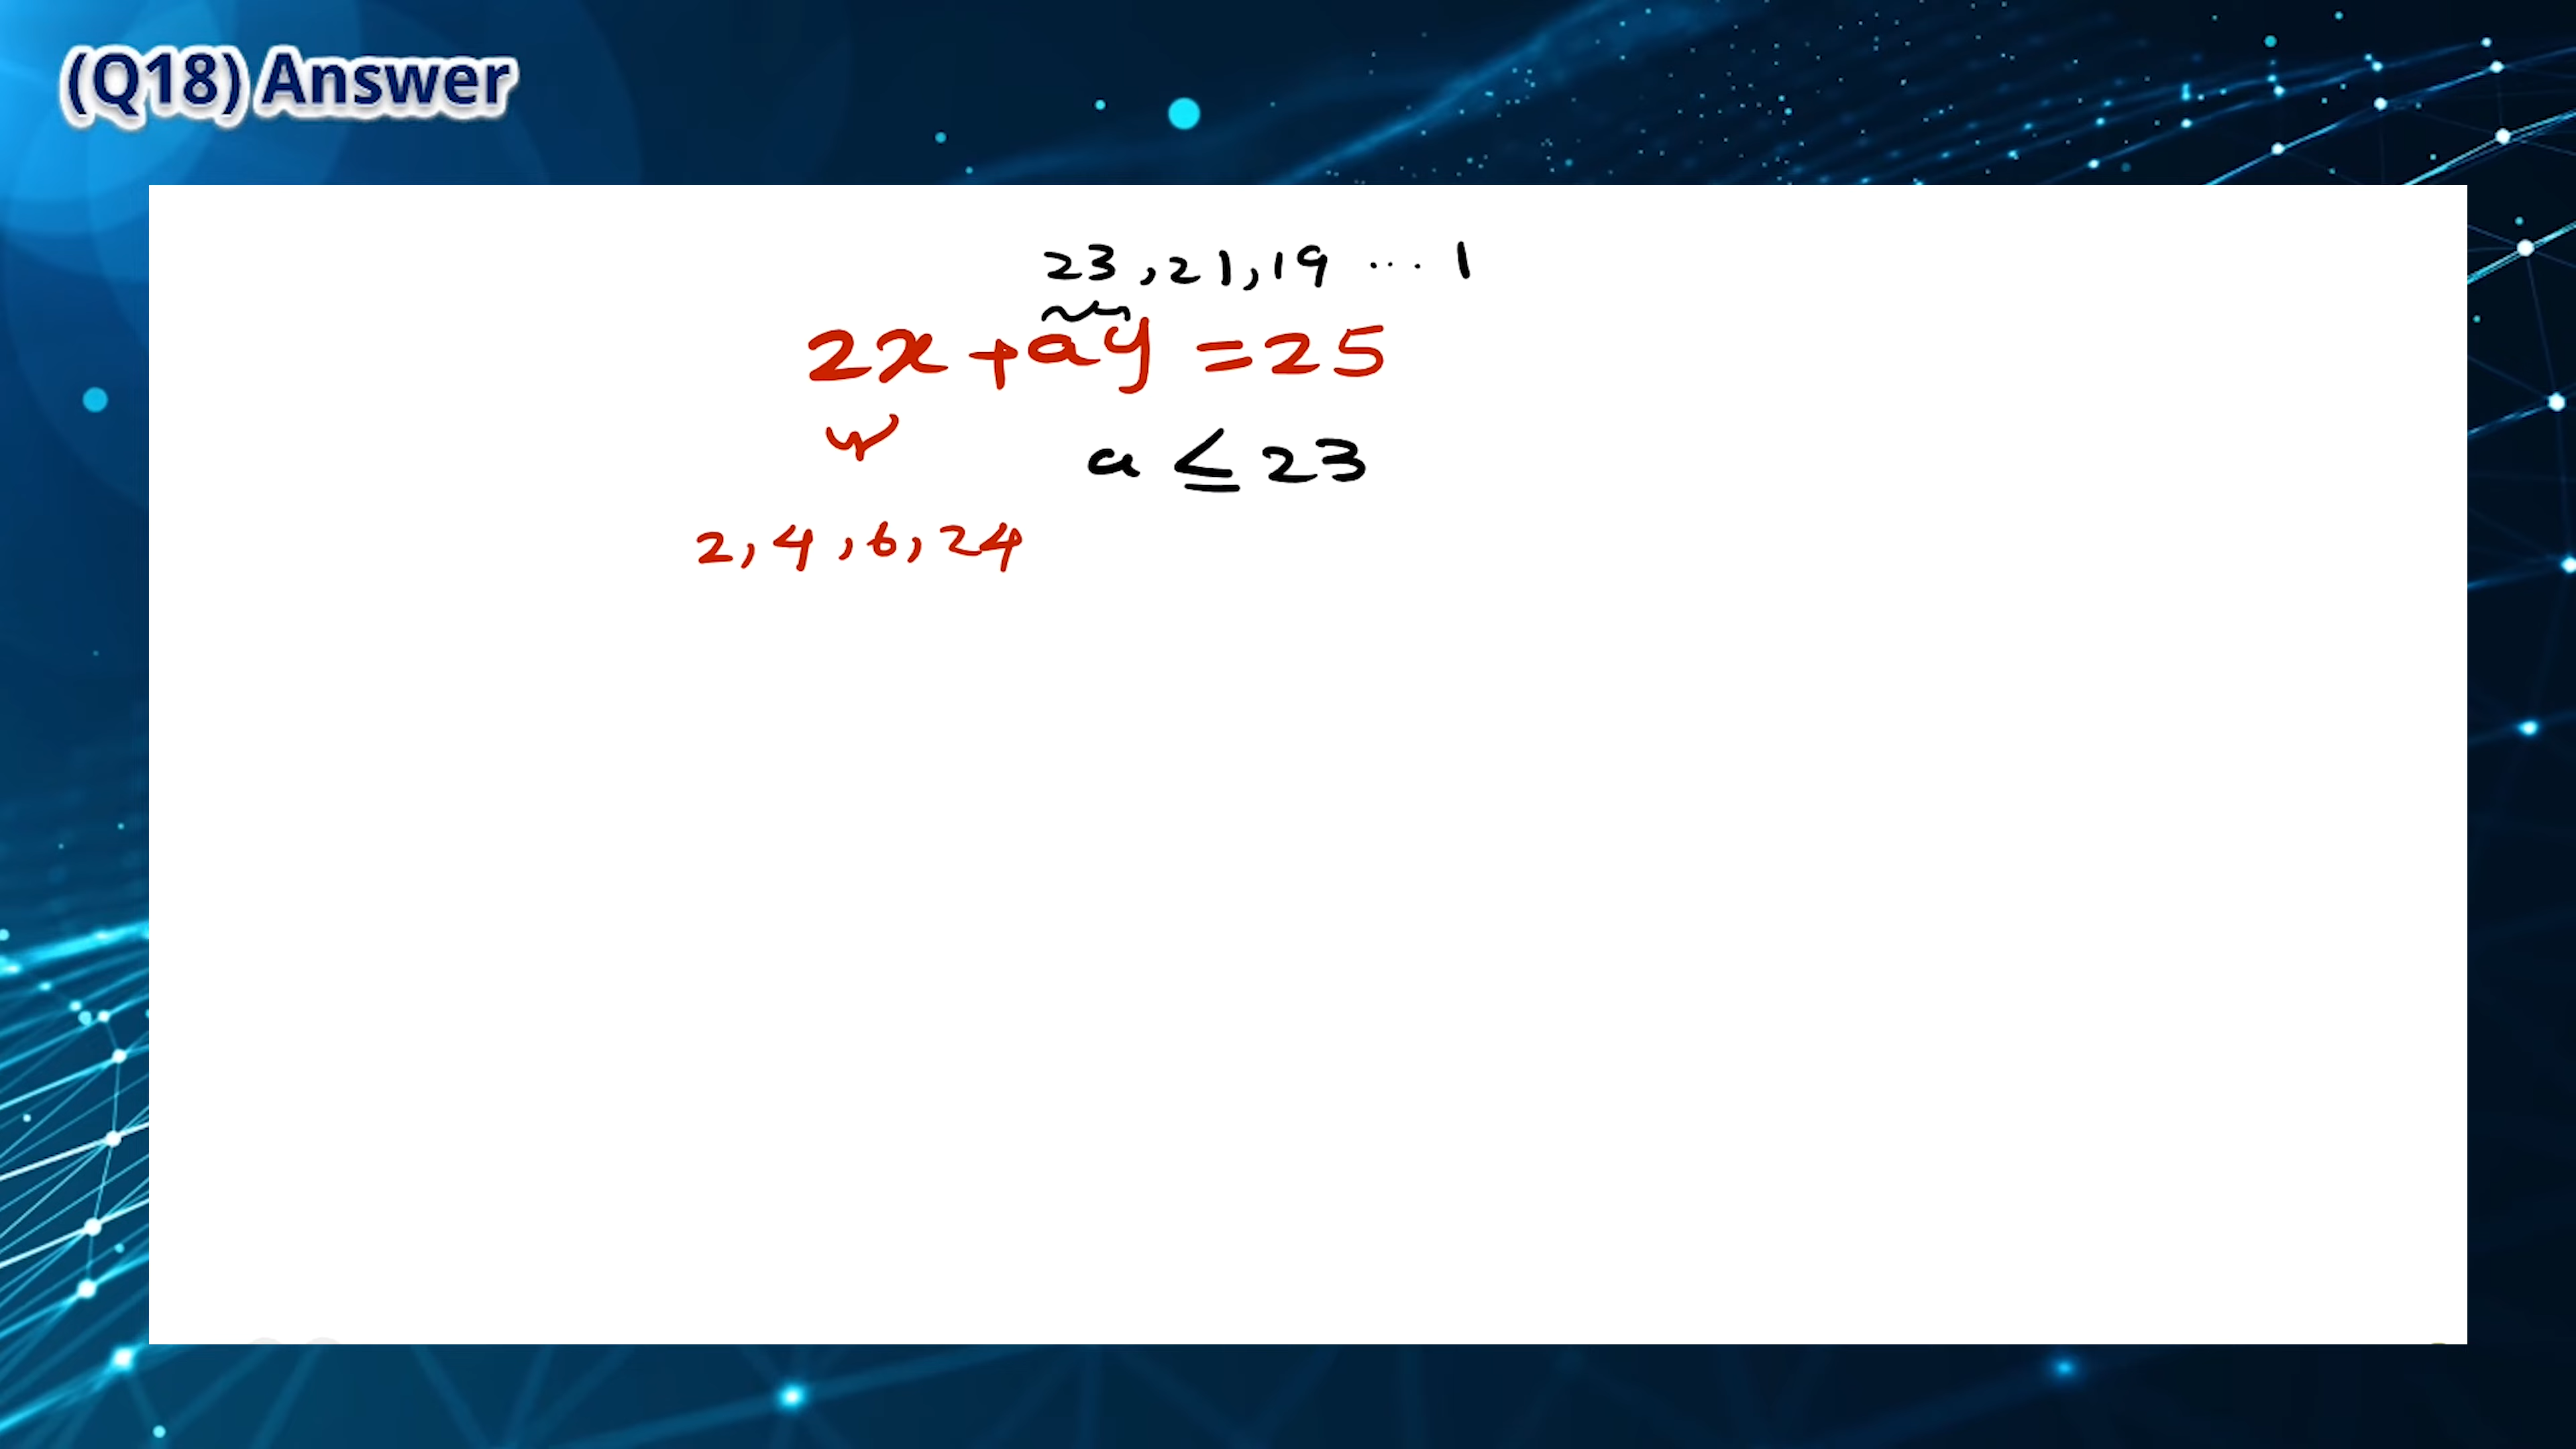 (Q18) Answer
23, 21, 19 ... 1
2x + ay = 25
a ≤ 23
2, 4, 6, 24